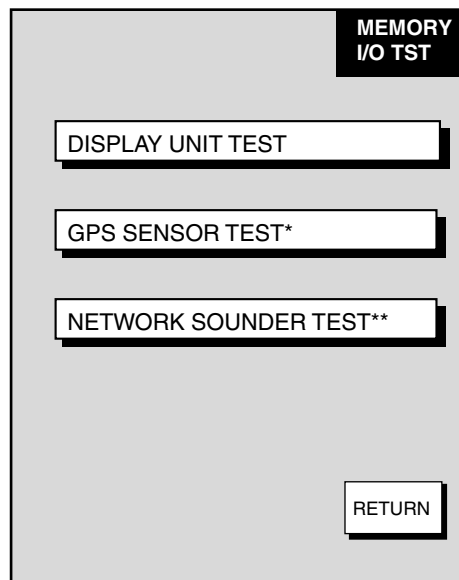 MEMORY
I/O TST
DISPLAY UNIT TEST
GPS SENSOR TEST*
NETWORK SOUNDER TEST**
RETURN